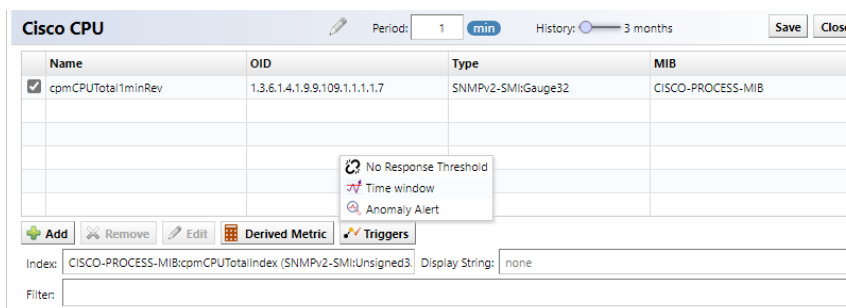 Cisco CPU Period: 1 min History: 3 months Save
Name OID Type MIB
cpmCPUTotal1minRev 1.3.6.1.4.1.9.9.109.1.1.1.1.7 SNMPv2-SMI:Gauge32 CISCO-PROCESS-MIB
No Response Threshold
Time window
Anomaly Alert
Add Remove Edit Derived Metric Triggers
Index: CISCO-PROCESS-MIB:cpmCPUTotalIndex (SNMPv2-SMI:Unsigned3 Display String: none
Filter: